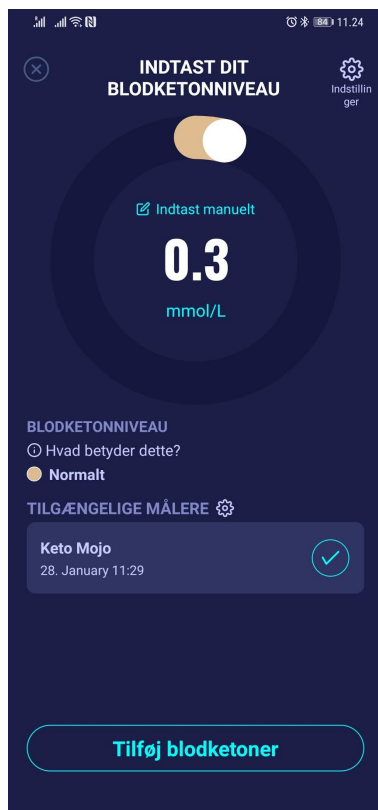 84 11.24
INDTAST DIT
BLODKETONNIVEAU
Indstillin
ger
Indtast manuelt
0.3
mmol/L
BLODKETONNIVEAU
Hvad betyder dette?
Normalt
TILGÆNGELIGE MÅLERE
Keto Mojo
28. January 11:29
Tilføj blodketoner